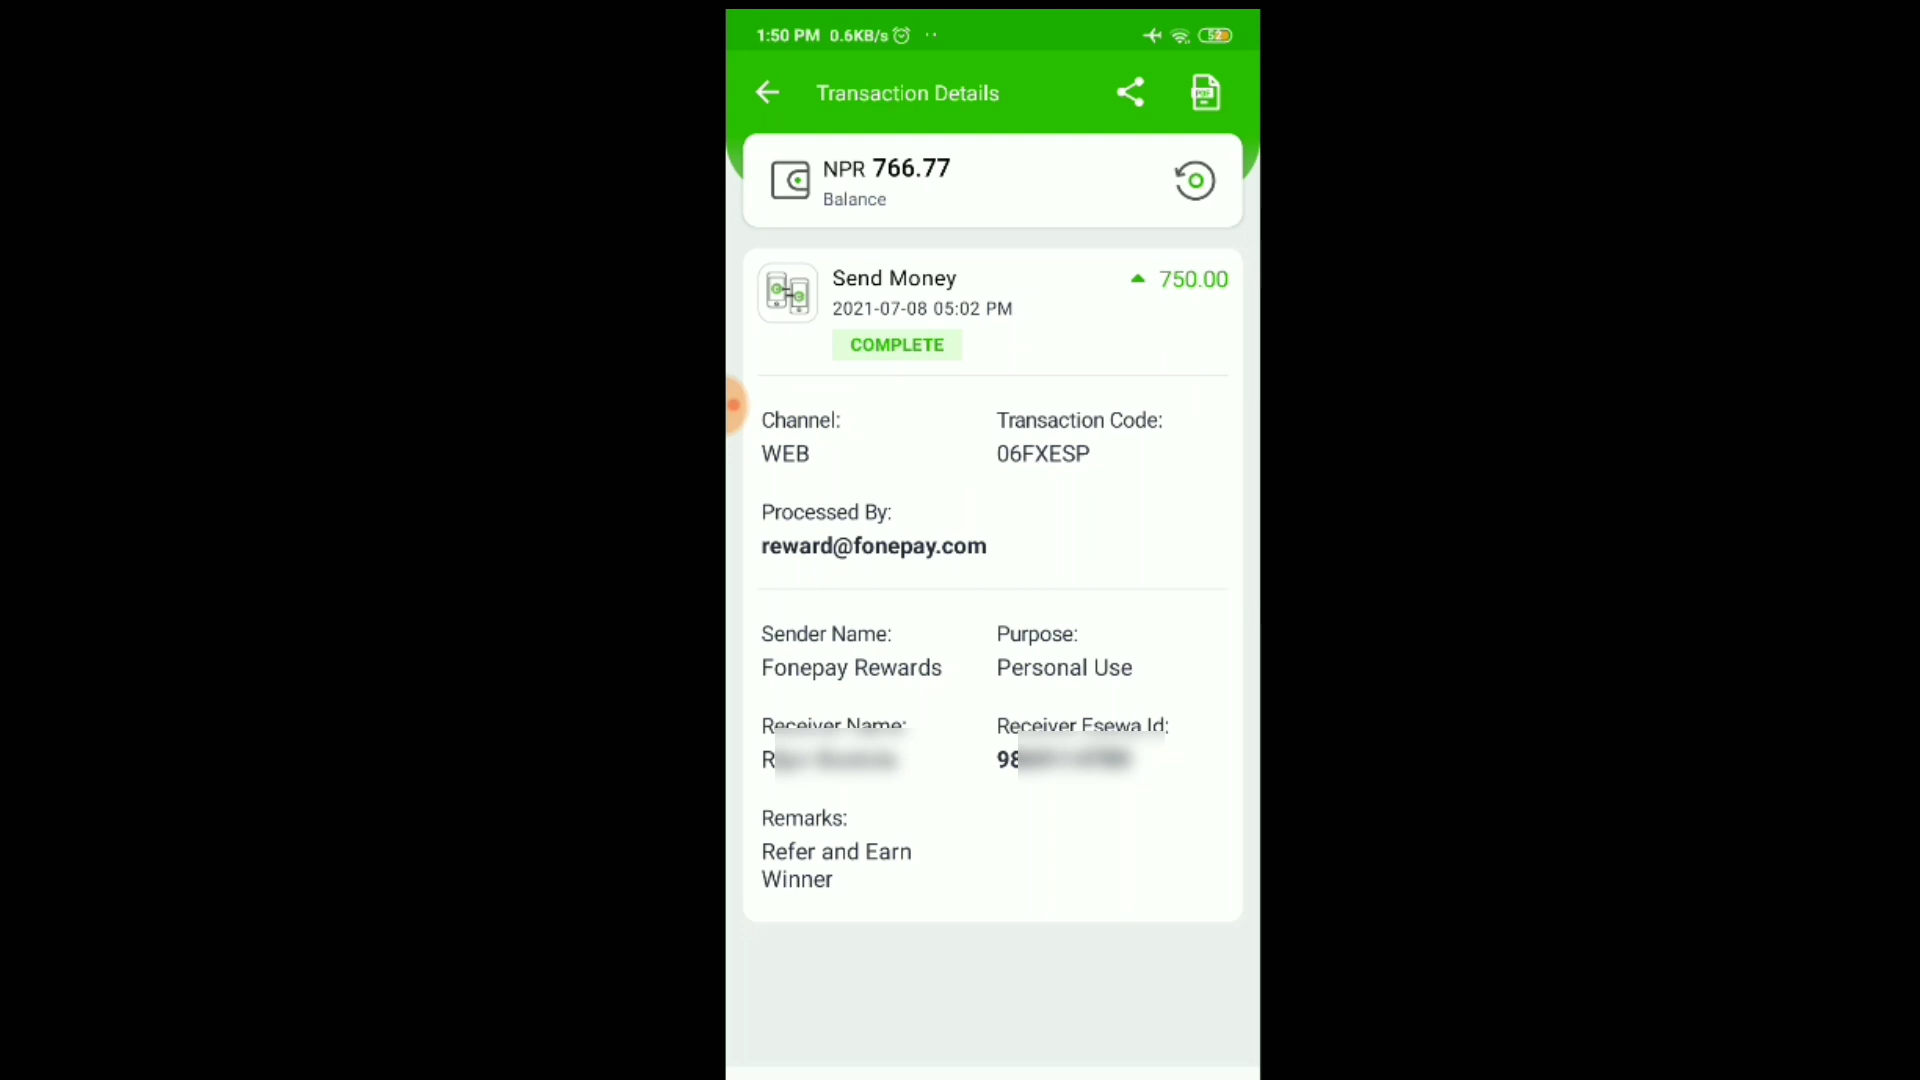 1:50 PM 0.6KB/s
52
Transaction Details
PDF
NPR 766.77
Balance
Send Money
750.00
2021-07-08 05:02 PM
COMPLETE
Channel:
Transaction Code:
WEB
06FXESP
Processed By:
reward@fonepay.com
Sender Name:
Purpose:
Fonepay Rewards
Personal Use
Receiver Name:
Receiver Esewa Id:
Remarks:
Refer and Earn
Winner